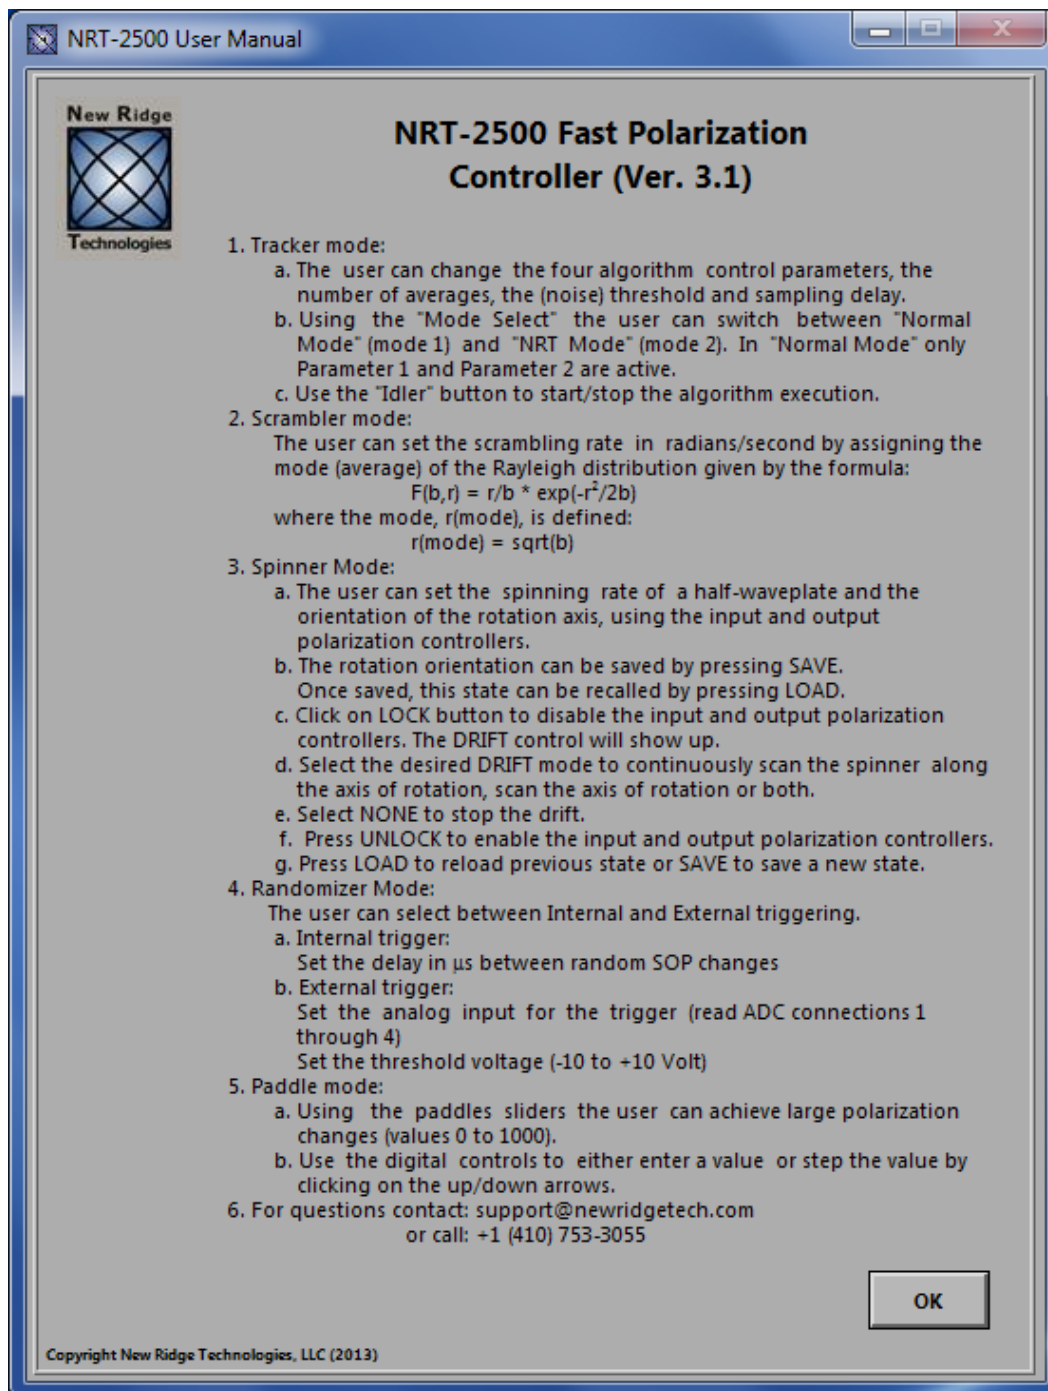 NRT-2500 User Manual
New Ridge
Technologies
NRT-2500 Fast Polarization
Controller (Ver. 3.1)
1. Tracker mode:
a. The user can change the four algorithm control parameters, the
number of averages, the (noise) threshold and sampling delay.
b. Using the "Mode Select" the user can switch between "Normal
Mode" (mode 1) and "NRT Mode" (mode 2). In "Normal Mode" only
Parameter 1 and Parameter 2 are active.
c. Use the "Idler" button to start/stop the algorithm execution.
2. Scrambler mode:
The user can set the scrambling rate in radians/second by assigning the
mode (average) of the Rayleigh distribution given by the formula:
F(b,r) = r/b * exp(-r²/2b)
where the mode, r(mode), is defined:
r(mode) = sqrt(b)
3. Spinner Mode:
a. The user can set the spinning rate of a half-waveplate and the
orientation of the rotation axis, using the input and output
polarization controllers.
b. The rotation orientation can be saved by pressing SAVE.
Once saved, this state can be recalled by pressing LOAD.
c. Click on LOCK button to disable the input and output polarization
controllers. The DRIFT control will show up.
d. Select the desired DRIFT mode to continuously scan the spinner along
the axis of rotation, scan the axis of rotation or both.
e. Select NONE to stop the drift.
f. Press UNLOCK to enable the input and output polarization controllers.
g. Press LOAD to reload previous state or SAVE to save a new state.
4. Randomizer Mode:
The user can select between Internal and External triggering.
a. Internal trigger:
Set the delay in µs between random SOP changes
b. External trigger:
Set the analog input for the trigger (read ADC connections 1
through 4)
Set the threshold voltage (-10 to +10 Volt)
5. Paddle mode:
a. Using the paddles sliders the user can achieve large polarization
changes (values 0 to 1000).
b. Use the digital controls to either enter a value or step the value by
clicking on the up/down arrows.
6. For questions contact: support@newridgetech.com
or call: +1 (410) 753-3055
OK
Copyright New Ridge Technologies, LLC (2013)